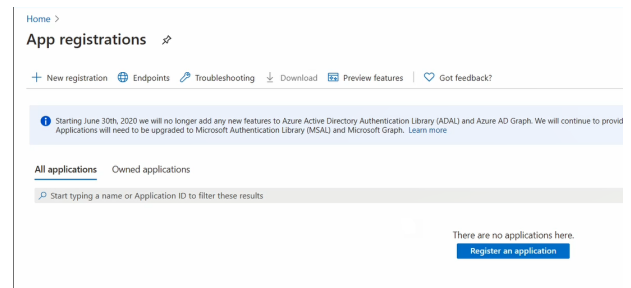 Home >
App registrations
New registration Endpoints Troubleshooting Download Preview features Got feedback?
Starting June 30th, 2020 we will no longer add any new features to Azure Active Directory Authentication Library (ADAL) and Azure AD Graph. We will continue to provid
Applications will need to be upgraded to Microsoft Authentication Library (MSAL) and Microsoft Graph. Learn more
All applications Owned applications
Start typing a name or Application ID to filter these results
There are no applications here.
Register an application